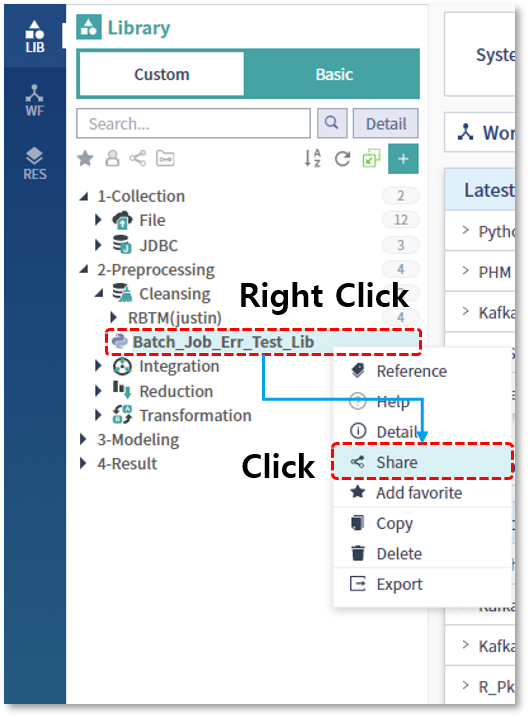 LIB
WF
RES
Library
Custom
Basic
Search...
Detail
1-Collection 2
File 12
JDBC 3
2-Preprocessing 4
Cleansing
RBTM(justin) 4
Batch_Job_Err_Test_Lib
Integration
Reduction
Transformation
3-Modeling
4-Result
Right Click
Click
Reference
Help
Detail
Share
Add favorite
Copy
Delete
Export
Syste
Wor
Latest
Pytho
PHM
Kafka
Kafka
Kafka
R_Pk